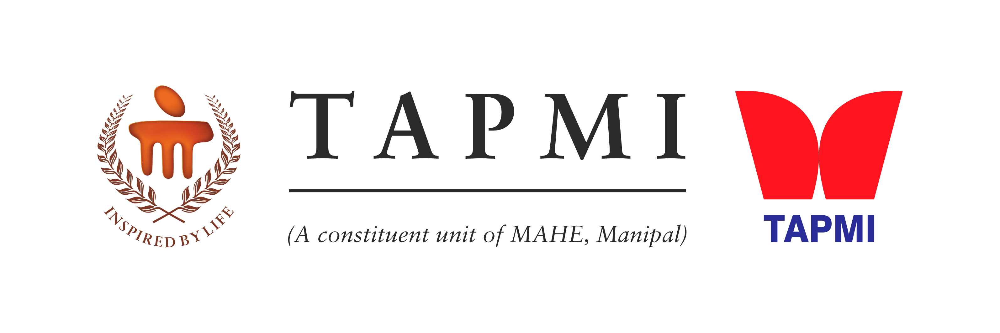 INSPIRED BY LIFE
TAPMI
(A constituent unit of MAHE, Manipal)
TAPMI